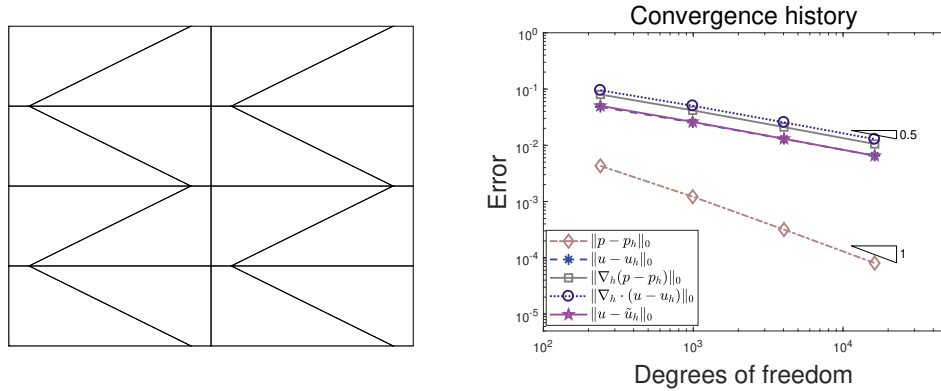 Convergence history
10^0
10^-1
10^-2
10^-3
10^-4
10^-5
Error
0.5
1
‖p − p_h‖_0
‖u − u_h‖_0
‖∇_h(p − p_h)‖_0
‖∇_h · (u − u_h)‖_0
‖u − ũ_h‖_0
10^2
10^3
10^4
Degrees of freedom